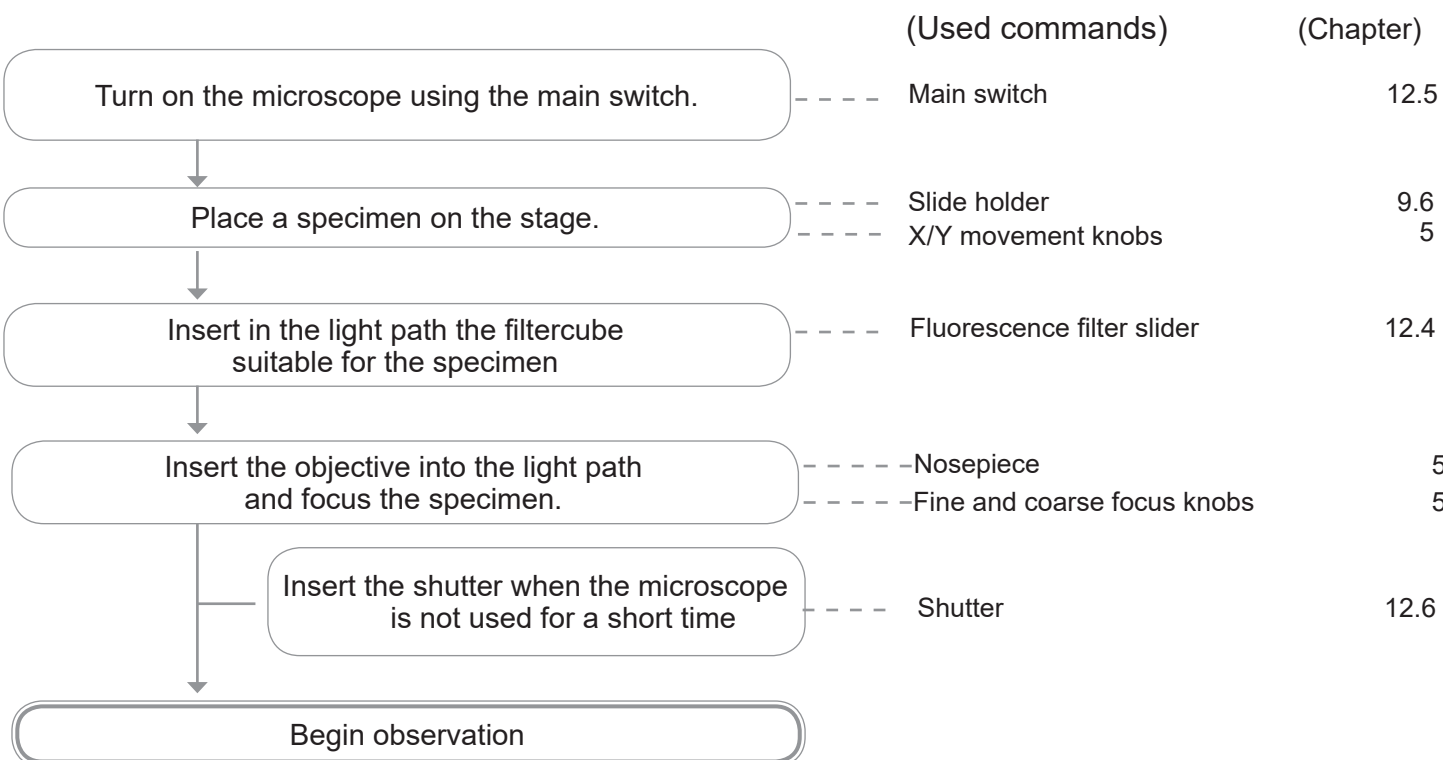 (Used commands) (Chapter)
Turn on the microscope using the main switch. Main switch 12.5
Place a specimen on the stage. Slide holder 9.6
X/Y movement knobs 5
Insert in the light path the filtercube
suitable for the specimen
Fluorescence filter slider 12.4
Insert the objective into the light path
and focus the specimen.
Nosepiece 5
Fine and coarse focus knobs 5
Insert the shutter when the microscope
is not used for a short time
Shutter 12.6
Begin observation